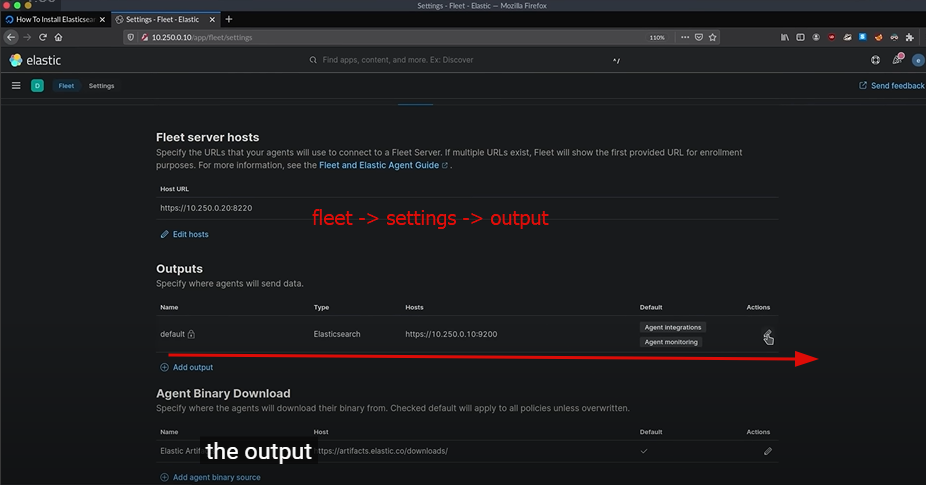 Settings - Fleet - Elastic — Mozilla Firefox
How To Install Elasticsear
Settings - Fleet - Elastic
10.250.0.10/app/fleet/settings
110%
elastic
Find apps, content, and more. Ex: Discover
^/
e
D
Fleet
Settings
Send feedback
Fleet server hosts
Specify the URLs that your agents will use to connect to a Fleet Server. If multiple URLs exist, Fleet will show the first provided URL for enrollment
purposes. For more information, see the Fleet and Elastic Agent Guide .
Host URL
https://10.250.0.20:8220
fleet -> settings -> output
Edit hosts
Outputs
Specify where agents will send data.
Name Type Hosts Default Actions
default Elasticsearch https://10.250.0.10:9200 Agent integrations
Agent monitoring
Add output
Agent Binary Download
Specify where the agents will download their binary from. Checked default will apply to all policies unless overwritten.
Name Host Default Actions
Elastic Artif ttps://artifacts.elastic.co/downloads/
the output
Add agent binary source